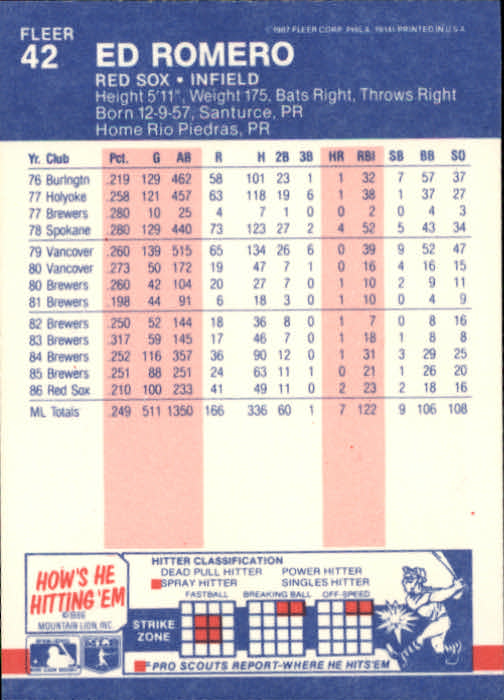 FLEER
42 ED ROMERO
© 1987 FLEER CORP. PHILA. 19141 PRINTED IN U.S.A.
RED SOX • INFIELD
Height 5'11", Weight 175, Bats Right, Throws Right
Born 12-9-57, Santurce, PR
Home Rio Piedras, PR
Yr. Club Pct. G AB R H 2B 3B HR RBI SB BB SO
76 Burlngtn .219 129 462 58 101 23 1 1 32 7 57 37
77 Holyoke .258 121 457 63 118 19 6 1 38 1 37 27
77 Brewers .280 10 25 4 7 1 0 0 2 0 4 3
78 Spokane .280 129 440 73 123 27 2 4 52 5 43 34
79 Vancover .260 139 515 65 134 26 6 0 39 9 52 47
80 Vancover .273 50 172 19 47 7 1 0 16 4 16 15
80 Brewers .260 42 104 20 27 7 0 1 10 2 9 11
81 Brewers .198 44 91 6 18 3 0 1 10 0 4 9
82 Brewers .250 52 144 18 36 8 0 1 7 0 8 16
83 Brewers .317 59 145 17 46 7 0 1 18 1 8 8
84 Brewers .252 116 357 36 90 12 0 1 31 3 29 25
85 Brewers .251 88 251 24 63 11 1 0 21 1 26 20
86 Red Sox .210 100 233 41 49 11 0 2 23 2 18 16
ML Totals .249 511 1350 166 336 60 1 7 122 9 106 108
HOW'S HE
HITTING 'EM
© 1986
MOUNTAIN LION, INC.
HITTER CLASSIFICATION
DEAD PULL HITTER POWER HITTER
SPRAY HITTER SINGLES HITTER
FASTBALL BREAKING BALL OFF-SPEED
STRIKE
ZONE
PRO SCOUTS REPORT-WHERE HE HITS 'EM